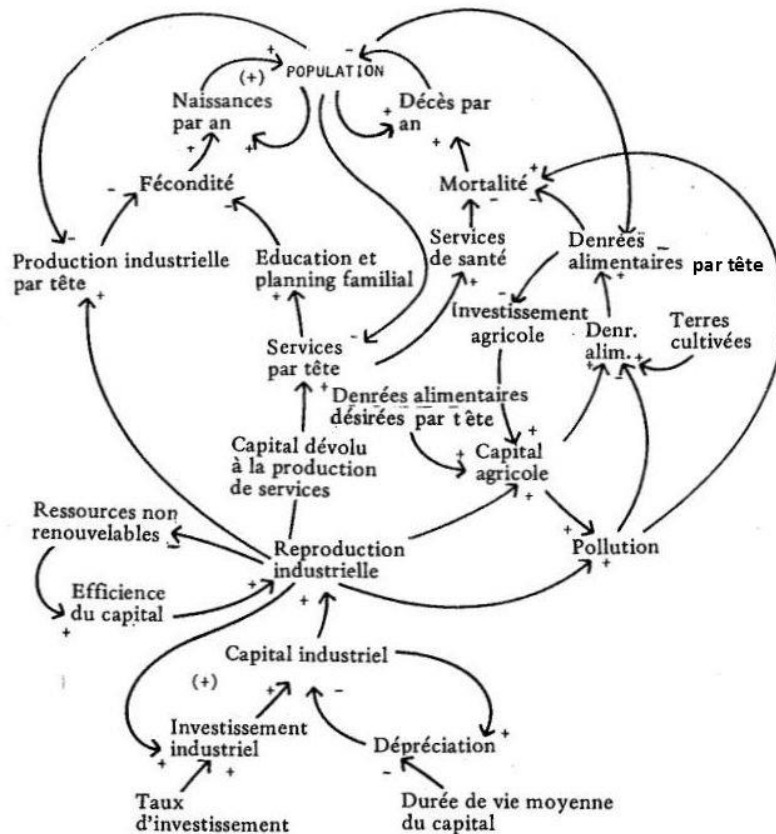 POPULATION
(+)
Naissances
par an
Décès par
an
Fécondité
Mortalité
Production industrielle
par tête
Education et
planning familial
Services
de santé
Denrées
alimentaires par tête
Investissement
agricole
Denr.
alim.
Terres
cultivées
Services
par tête
Denrées alimentaires
désirées par tête
Capital dévolu
à la production
de services
Capital
agricole
Ressources non
renouvelables
Reproduction
industrielle
Pollution
Efficience
du capital
Capital industriel
(+)
Investissement
industriel
Dépréciation
Taux
d'investissement
Durée de vie moyenne
du capital